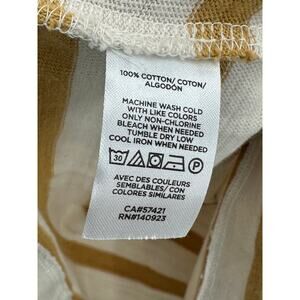 100% COTTON/ COTON/
ALGODÓN
MACHINE WASH COLD
WITH LIKE COLORS
ONLY NON-CHLORINE
BLEACH WHEN NEEDED
TUMBLE DRY LOW
COOL IRON WHEN NEEDED
30 P
AVEC DES COULEURS
SEMBLABLES/ CON
COLORES SIMILARES
CA#57421
RN#140923